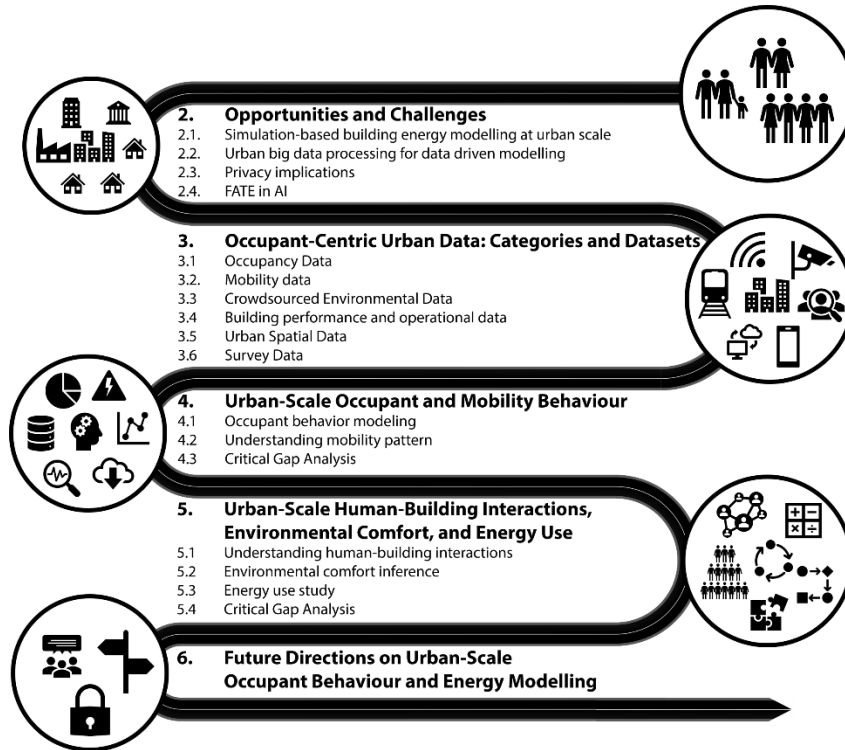 2. Opportunities and Challenges
2.1. Simulation-based building energy modelling at urban scale
2.2. Urban big data processing for data driven modelling
2.3. Privacy implications
2.4. FATE in AI
3. Occupant-Centric Urban Data: Categories and Datasets
3.1 Occupancy Data
3.2. Mobility data
3.3 Crowdsourced Environmental Data
3.4 Building performance and operational data
3.5 Urban Spatial Data
3.6 Survey Data
4. Urban-Scale Occupant and Mobility Behaviour
4.1 Occupant behavior modeling
4.2 Understanding mobility pattern
4.3 Critical Gap Analysis
5. Urban-Scale Human-Building Interactions,
Environmental Comfort, and Energy Use
5.1 Understanding human-building interactions
5.2 Environmental comfort inference
5.3 Energy use study
5.4 Critical Gap Analysis
6. Future Directions on Urban-Scale
Occupant Behaviour and Energy Modelling